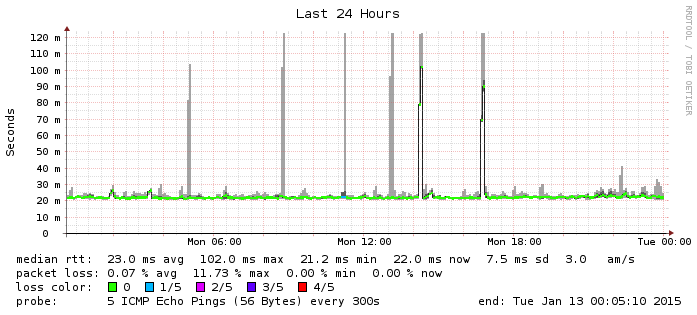 Last 24 Hours
RRDTOOL / TOBI OETIKER
Seconds
120 m
110 m
100 m
90 m
80 m
70 m
60 m
50 m
40 m
30 m
20 m
10 m
0
Mon 06:00 Mon 12:00 Mon 18:00 Tue 00:00
median rtt: 23.0 ms avg 102.0 ms max 21.2 ms min 22.0 ms now 7.5 ms sd 3.0 am/s
packet loss: 0.07 % avg 11.73 % max 0.00 % min 0.00 % now
loss color: 0 1/5 2/5 3/5 4/5
probe: 5 ICMP Echo Pings (56 Bytes) every 300s end: Tue Jan 13 00:05:10 2015